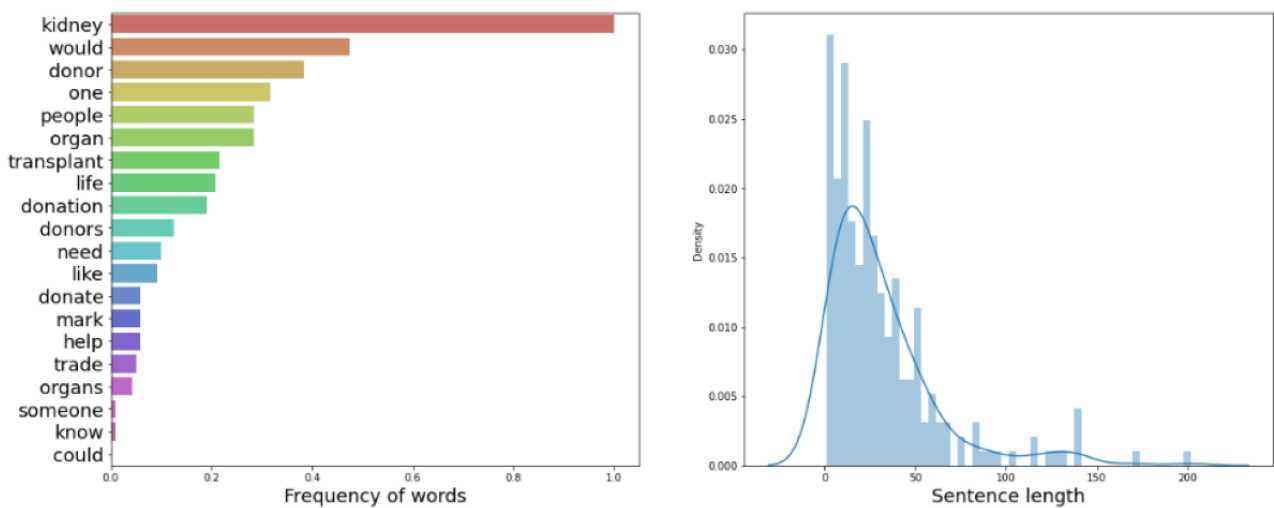 kidney
would
donor
one
people
organ
transplant
life
donation
donors
need
like
donate
mark
help
trade
organs
someone
know
could
0.0 0.2 0.4 0.6 0.8 1.0
Frequency of words
0.030
0.025
0.020
0.015
0.010
0.005
0.000
Density
0 50 100 150 200
Sentence length